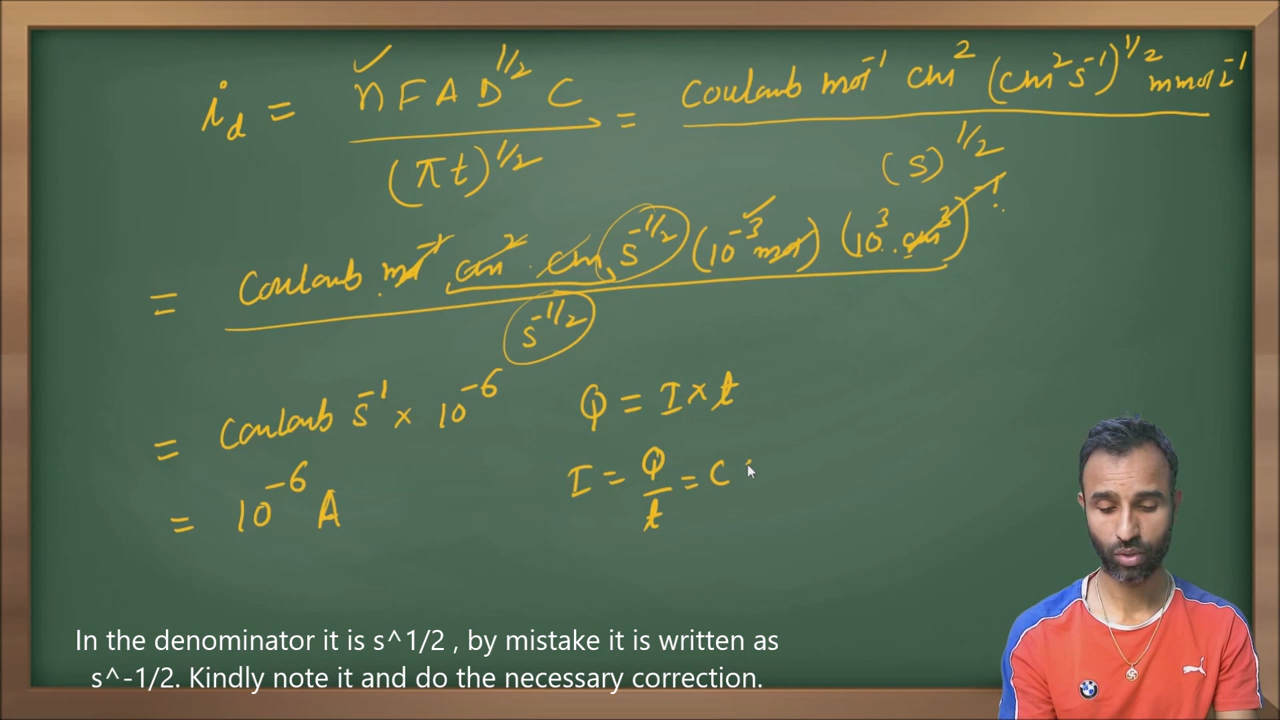 i_d = n F A D^1/2 C / (πt)^1/2 = Coulomb mol^-1 cm^2 (cm^2 s^-1)^1/2 mmol L^-1 / (s)^1/2
= Coulomb mol^-1 cm^2 . cm s^-1/2 (10^-3 mol) (10^3 cm^3)^-1 / s^-1/2
= Coulomb s^-1 × 10^-6
Q = I × t
= 10^-6 A
I = Q / t = C
In the denominator it is s^1/2 , by mistake it is written as
s^-1/2. Kindly note it and do the necessary correction.